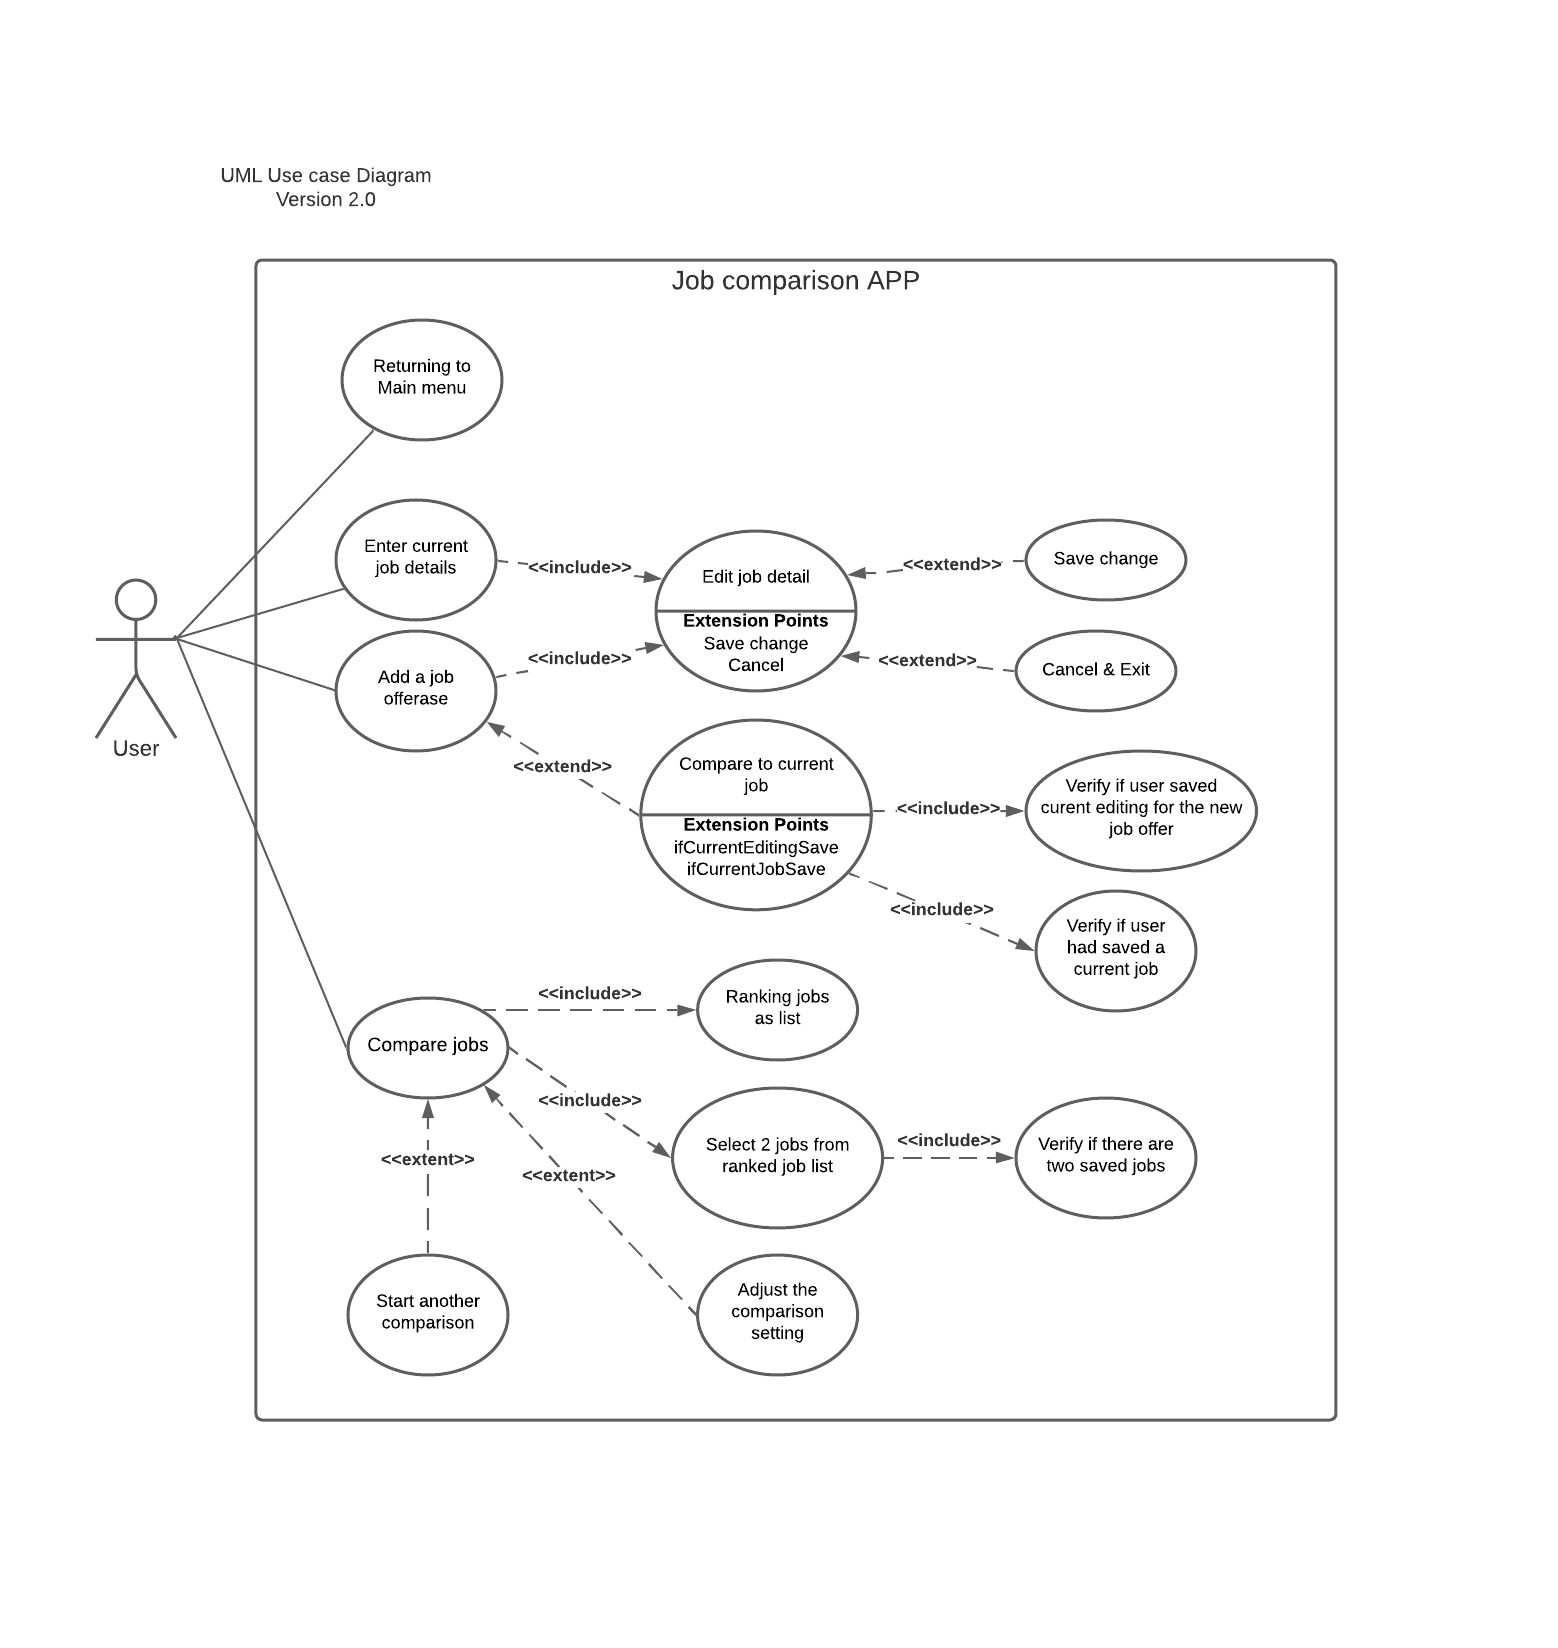 UML Use case Diagram
Version 2.0
Job comparison APP
Returning to
Main menu
Enter current
job details
<<include>>
Edit job detail
Extension Points
Save change
Cancel
<<extend>>
Save change
User
Add a job
offerase
<<include>>
<<extend>>
Cancel & Exit
<<extend>>
Compare to current
job
Extension Points
ifCurrentEditingSave
ifCurrentJobSave
<<include>>
Verify if user saved
curent editing for the new
job offer
<<include>>
Verify if user
had saved a
current job
Compare jobs
<<include>>
Ranking jobs
as list
<<include>>
Select 2 jobs from
ranked job list
<<include>>
Verify if there are
two saved jobs
<<extent>>
<<extent>>
Start another
comparison
Adjust the
comparison
setting